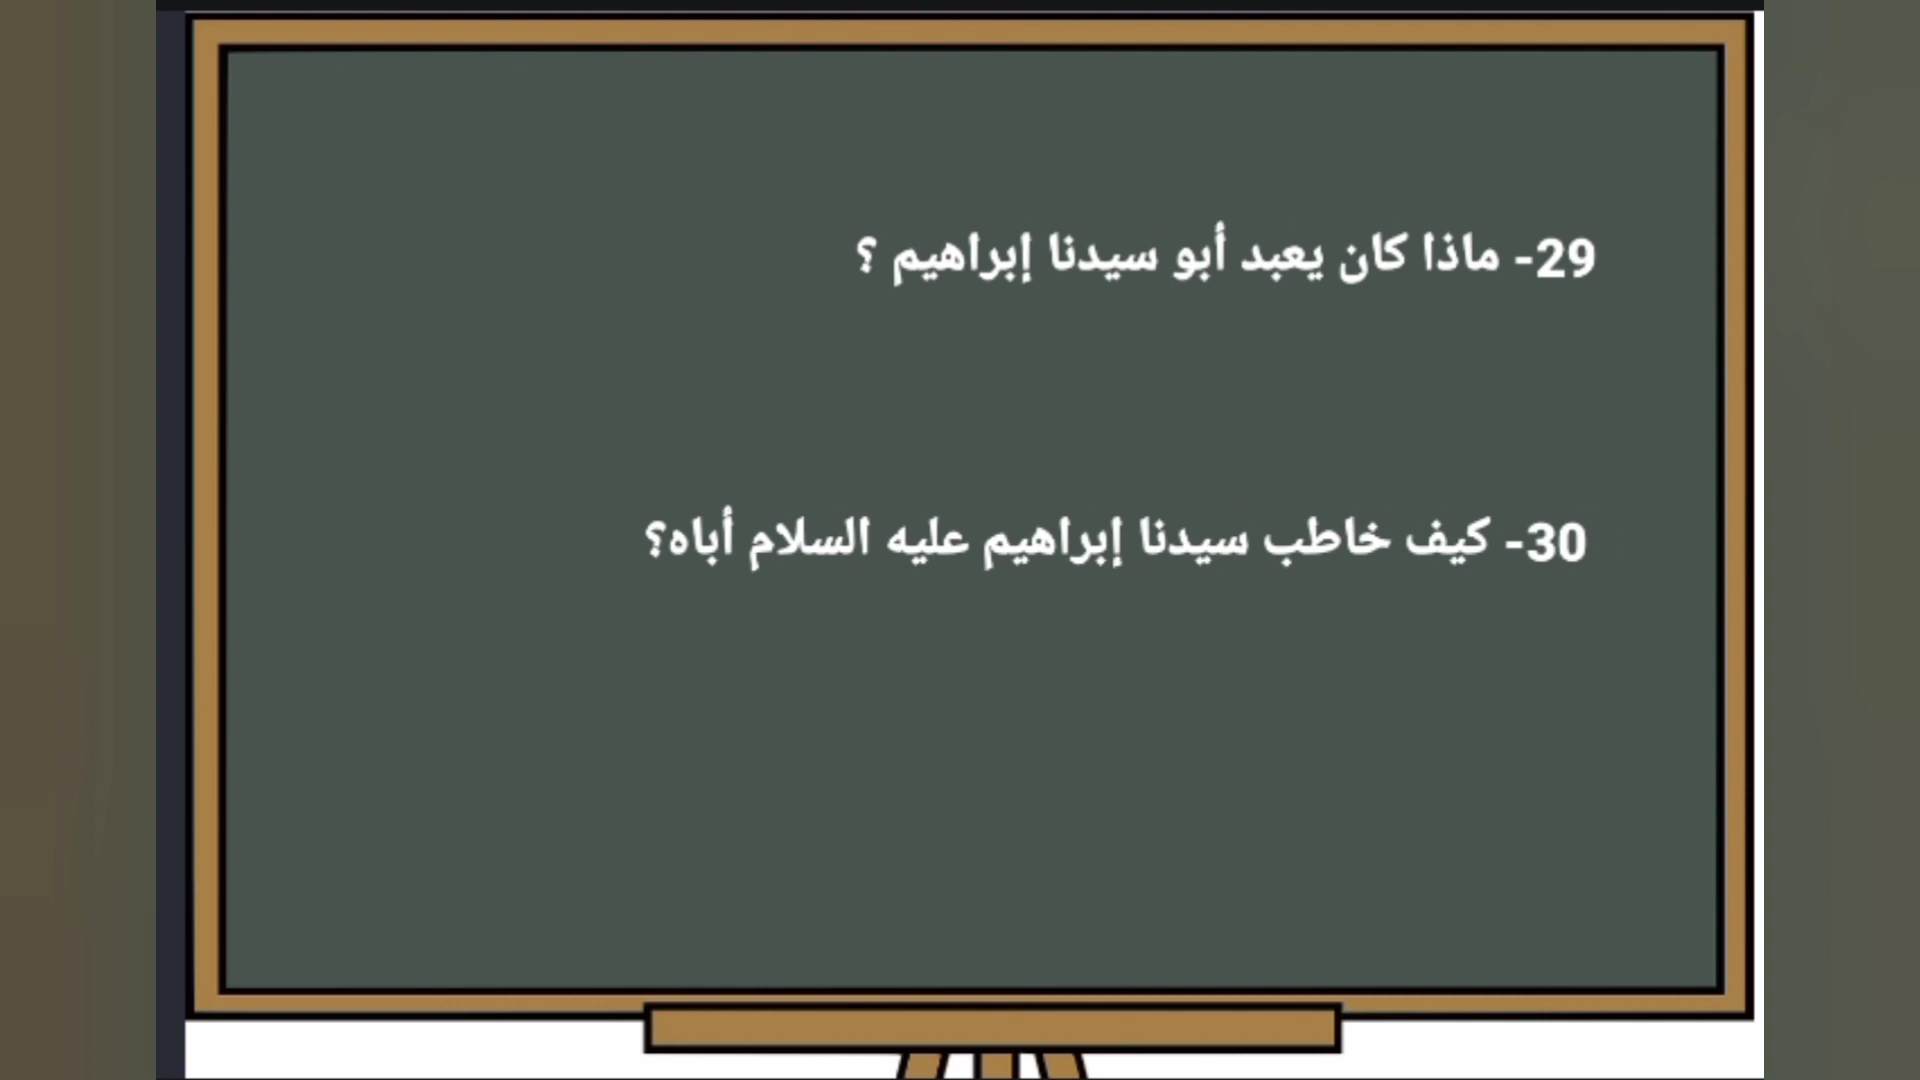 29- ماذا كان يعبد أبو سيدنا إبراهيم ؟
30- كيف خاطب سيدنا إبراهيم عليه السلام أباه؟